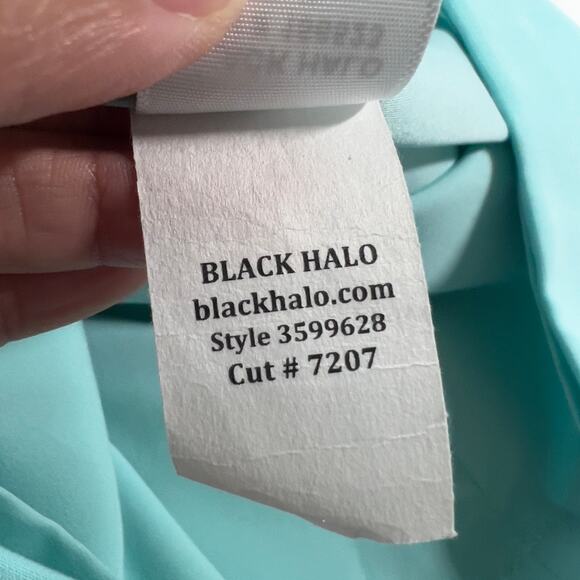 BLACK HALO
blackhalo.com
Style 3599628
Cut # 7207